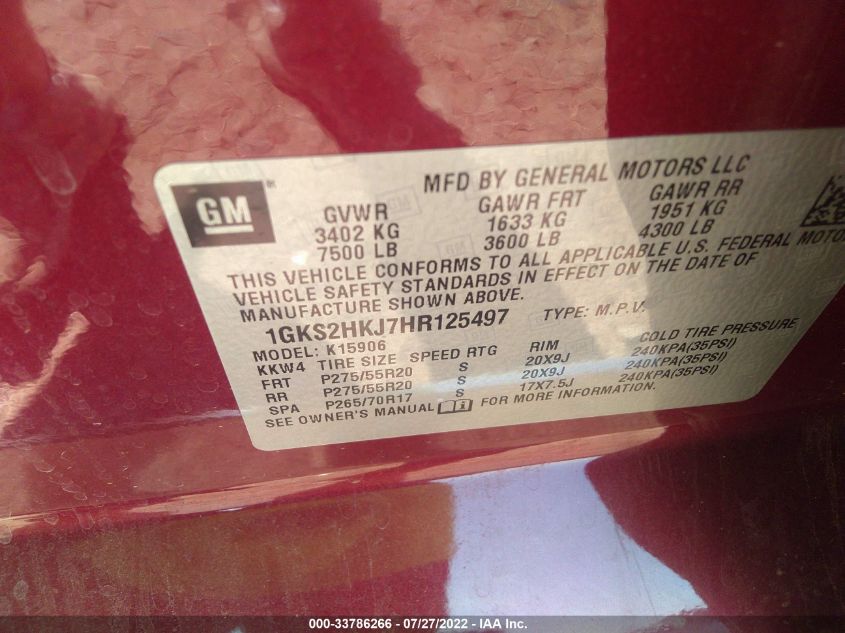 GM
MFD BY GENERAL MOTORS LLC
GVWR GAWR FRT GAWR RR
3402 KG 1633 KG 1951 KG
7500 LB 3600 LB 4300 LB
THIS VEHICLE CONFORMS TO ALL APPLICABLE U.S. FEDERAL MOTO
VEHICLE SAFETY STANDARDS IN EFFECT ON THE DATE OF
MANUFACTURE SHOWN ABOVE.
1GKS2HKJ7HR125497 TYPE: M.P.V.
MODEL: K15906
KKW4 TIRE SIZE SPEED RTG RIM COLD TIRE PRESSURE
FRT P275/55R20 S 20X9J 240KPA(35PSI)
RR P275/55R20 S 20X9J 240KPA(35PSI)
SPA P265/70R17 S 17X7.5J 240KPA(35PSI)
SEE OWNER'S MANUAL FOR MORE INFORMATION.
000-33786266 - 07/27/2022 - IAA Inc.